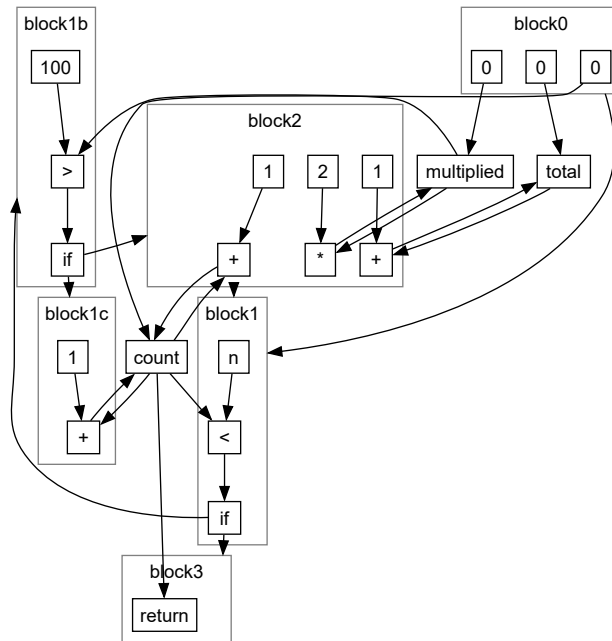 block1b
block0
100
0
0
0
block2
1
2
1
multiplied
total
>
if
+
*
+
block1c
block1
1
count
n
+
<
if
block3
return